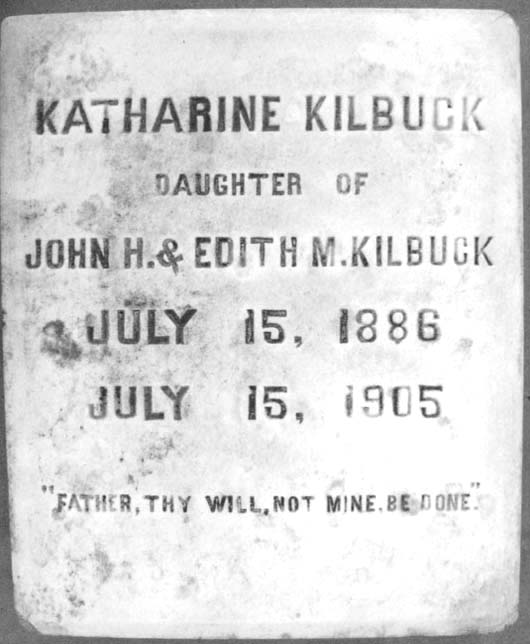 KATHARINE KILBUCK
DAUGHTER OF
JOHN H. & EDITH M. KILBUCK
JULY 15, 1886
JULY 15, 1905
"FATHER, THY WILL, NOT MINE, BE DONE."